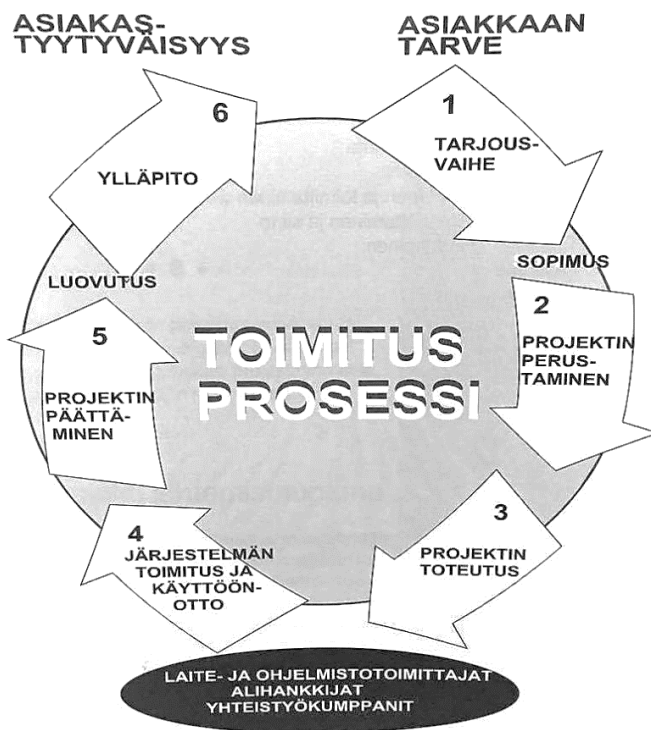 ASIAKAS-
TYYTYVÄISYYS
ASIAKKAAN
TARVE
1
TARJOUS-
VAIHE
SOPIMUS
2
PROJEKTIN
PERUS-
TAMINEN
3
PROJEKTIN
TOTEUTUS
4
JÄRJESTELMÄN
TOIMITUS JA
KÄYTTÖÖN-
OTTO
5
PROJEKTIN
PÄÄTTÄ-
MINEN
LUOVUTUS
6
YLLÄPITO
TOIMITUS
PROSESSI
LAITE- JA OHJELMISTOTOIMITTAJAT
ALIHANKKIJAT
YHTEISTYÖKUMPPANIT